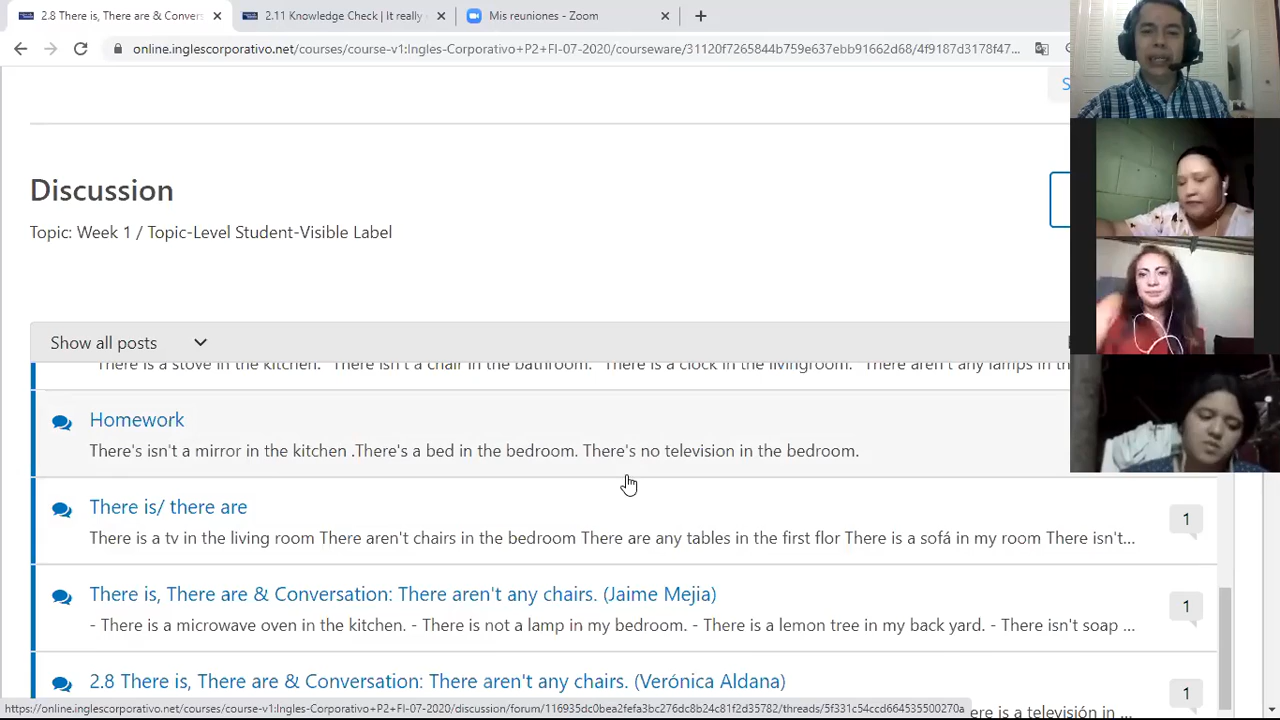 2.8 There is, There are & Convers
2.11 Knowledge Check | It really
Mis reuniones - Zoom
online.inglescorporativo.net/courses/course-v1:Ingles-Corporativo+P2+FI-07-2020/courseware/31120f7265844b759e637ebb91662d68/4f9187d3178f47...
S
Discussion
Topic: Week 1 / Topic-Level Student-Visible Label
Show all posts
There is a stove in the kitchen. There isn't a chair in the bathroom. There is a clock in the livingroom. There aren't any lamps in th
Homework
There's isn't a mirror in the kitchen .There's a bed in the bedroom. There's no television in the bedroom.
There is/ there are
There is a tv in the living room There aren't chairs in the bedroom There are any tables in the first flor There is a sofá in my room There isn't...
1
There is, There are & Conversation: There aren't any chairs. (Jaime Mejia)
- There is a microwave oven in the kitchen. - There is not a lamp in my bedroom. - There is a lemon tree in my back yard. - There isn't soap ...
1
2.8 There is, There are & Conversation: There aren't any chairs. (Verónica Aldana)
1
ere is a televisión in ...
https://online.inglescorporativo.net/courses/course-v1:Ingles-Corporativo+P2+FI-07-2020/discussion/forum/116935dc0bea2fefa3bc276dc8b24c81f2d35782/threads/5f331c54ccd664535500270a